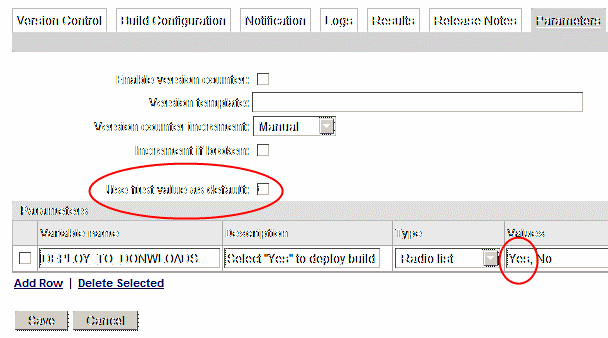 Version Control Build Configuration Notification Logs Results Release Notes Parameters
Enable version counter:
Version template:
Version counter increment: Manual
Increment if broken:
Use first value as default:
Parameters
Variable name Description Type Values
DEPLOY_TO_DONWLOADS Select "Yes" to deploy build Radio list Yes, No
Add Row | Delete Selected
Save Cancel